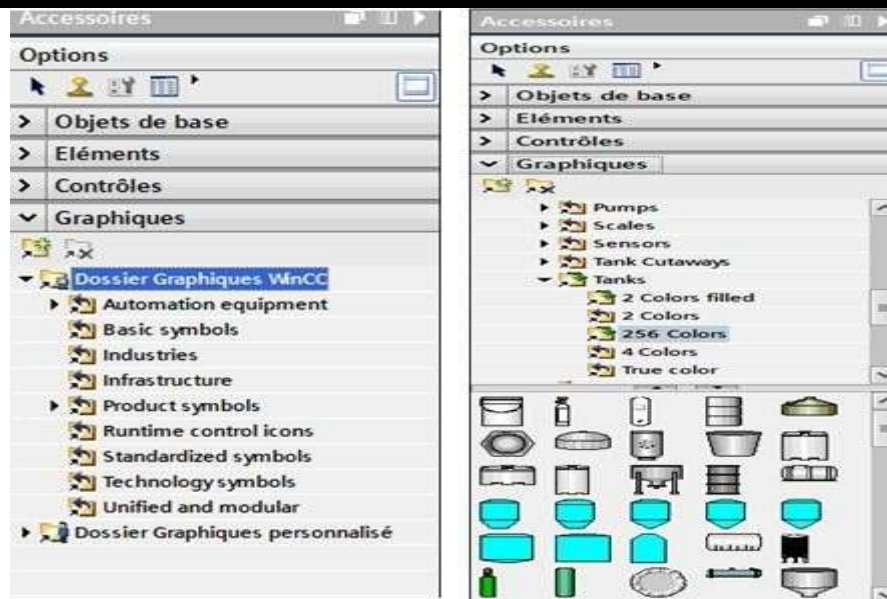 Accessoires
Options
Objets de base
Eléments
Contrôles
Graphiques
Dossier Graphiques WinCC
Automation equipment
Basic symbols
Industries
Infrastructure
Product symbols
Runtime control icons
Standardized symbols
Technology symbols
Unified and modular
Dossier Graphiques personnalisé
Accessoires
Options
Objets de base
Eléments
Contrôles
Graphiques
Pumps
Scales
Sensors
Tank Cutaways
Tanks
2 Colors filled
2 Colors
256 Colors
4 Colors
True color